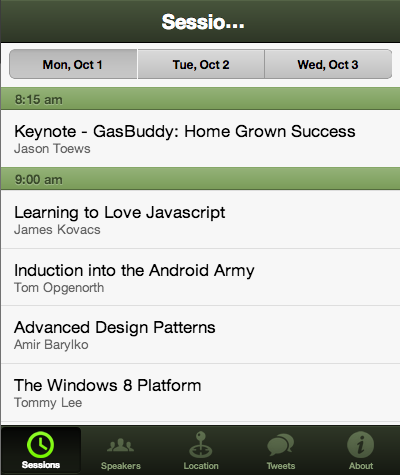 Sessio...
Mon, Oct 1 Tue, Oct 2 Wed, Oct 3
8:15 am
Keynote - GasBuddy: Home Grown Success
Jason Toews
9:00 am
Learning to Love Javascript
James Kovacs
Induction into the Android Army
Tom Opgenorth
Advanced Design Patterns
Amir Barylko
The Windows 8 Platform
Tommy Lee
Sessions Speakers Location Tweets About